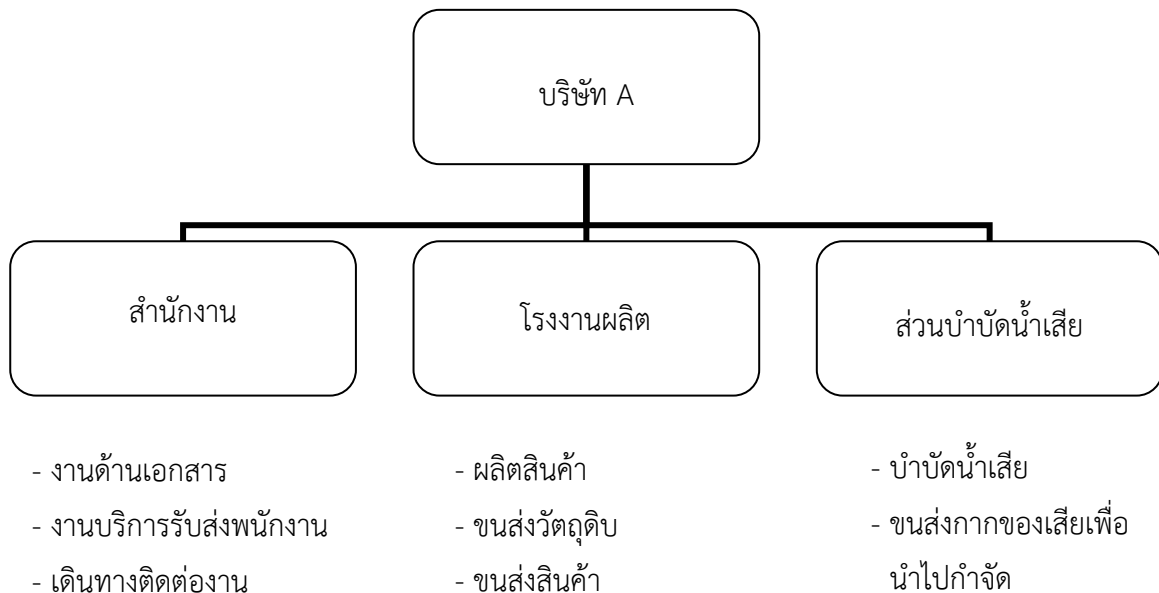 บริษัท A
สำนักงาน
โรงงานผลิต
ส่วนบำบัดน้ำเสีย
- งานด้านเอกสาร
- งานบริการรับส่งพนักงาน
- เดินทางติดต่องาน
- ผลิตสินค้า
- ขนส่งวัตถุดิบ
- ขนส่งสินค้า
- บำบัดน้ำเสีย
- ขนส่งกากของเสียเพื่อ
นำไปกำจัด